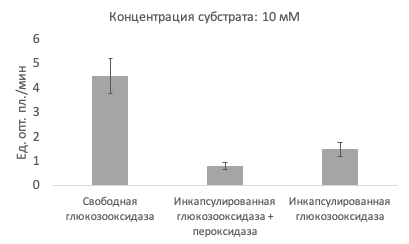 Концентрация субстрата: 10 мМ
Ед. опт. пл./мин
6
5
4
3
2
1
0
Свободная
глюкозооксидаза
Инкапсулированная
глюкозооксидаза +
пероксидаза
Инкапсулированная
глюкозооксидаза